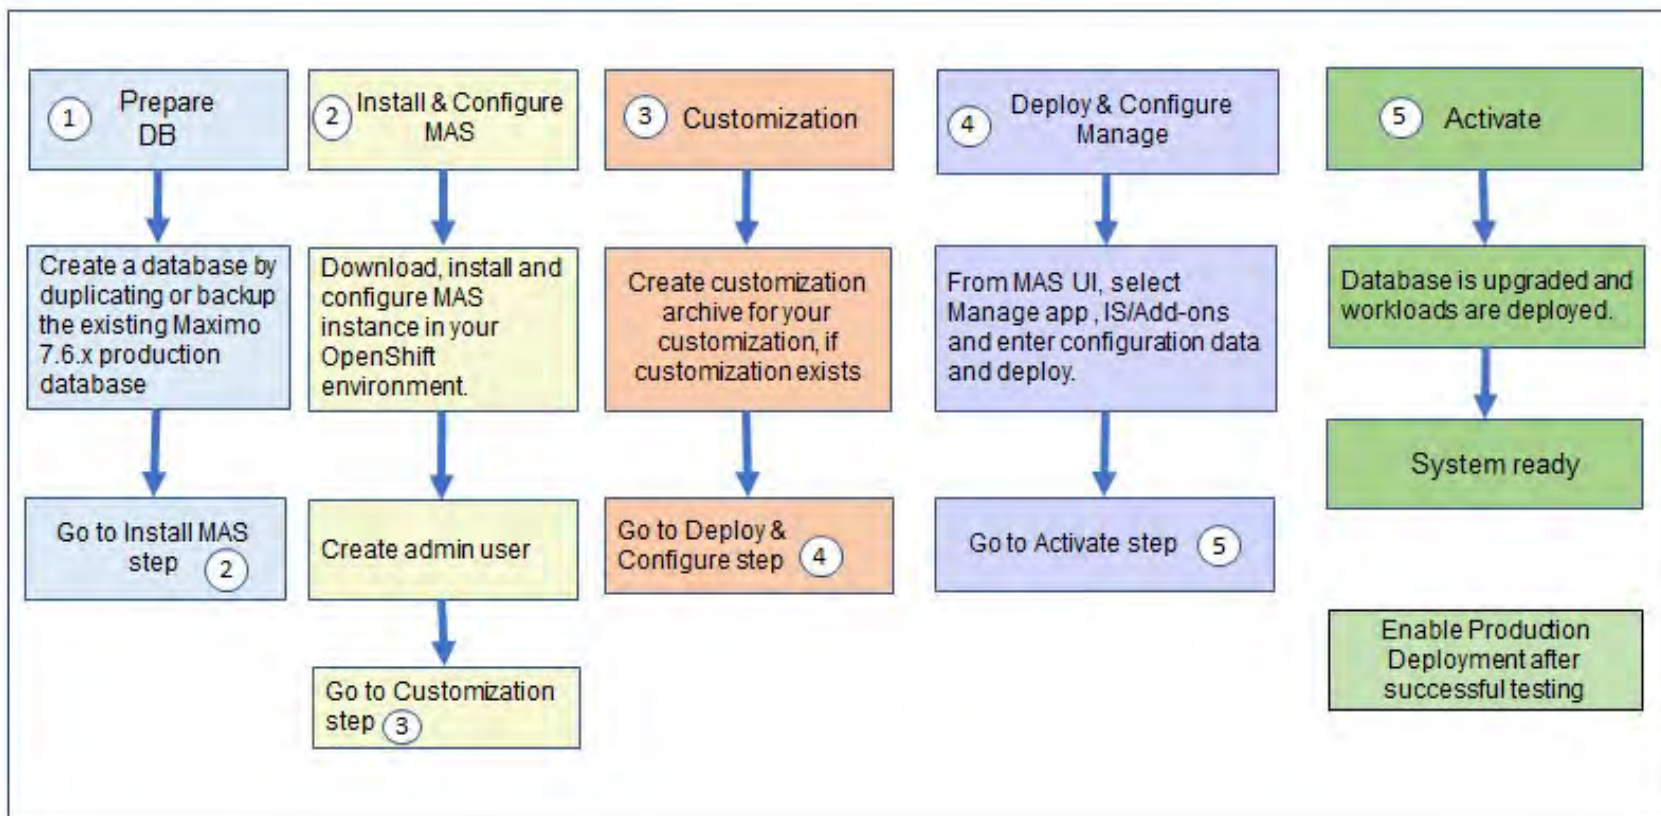 1
Prepare
DB
Create a database by
duplicating or backup
the existing Maximo
7.6.x production
database
Go to Install MAS
step 2
2
Install & Configure
MAS
Download, install and
configure MAS
instance in your
OpenShift
environment.
Create admin user
Go to Customization
step 3
3 Customization
Create customization
archive for your
customization, if
customization exists
Go to Deploy &
Configure step 4
4
Deploy & Configure
Manage
From MAS UI, select
Manage app , IS/Add-ons
and enter configuration data
and deploy.
Go to Activate step 5
5 Activate
Database is upgraded and
workloads are deployed.
System ready
Enable Production
Deployment after
successful testing